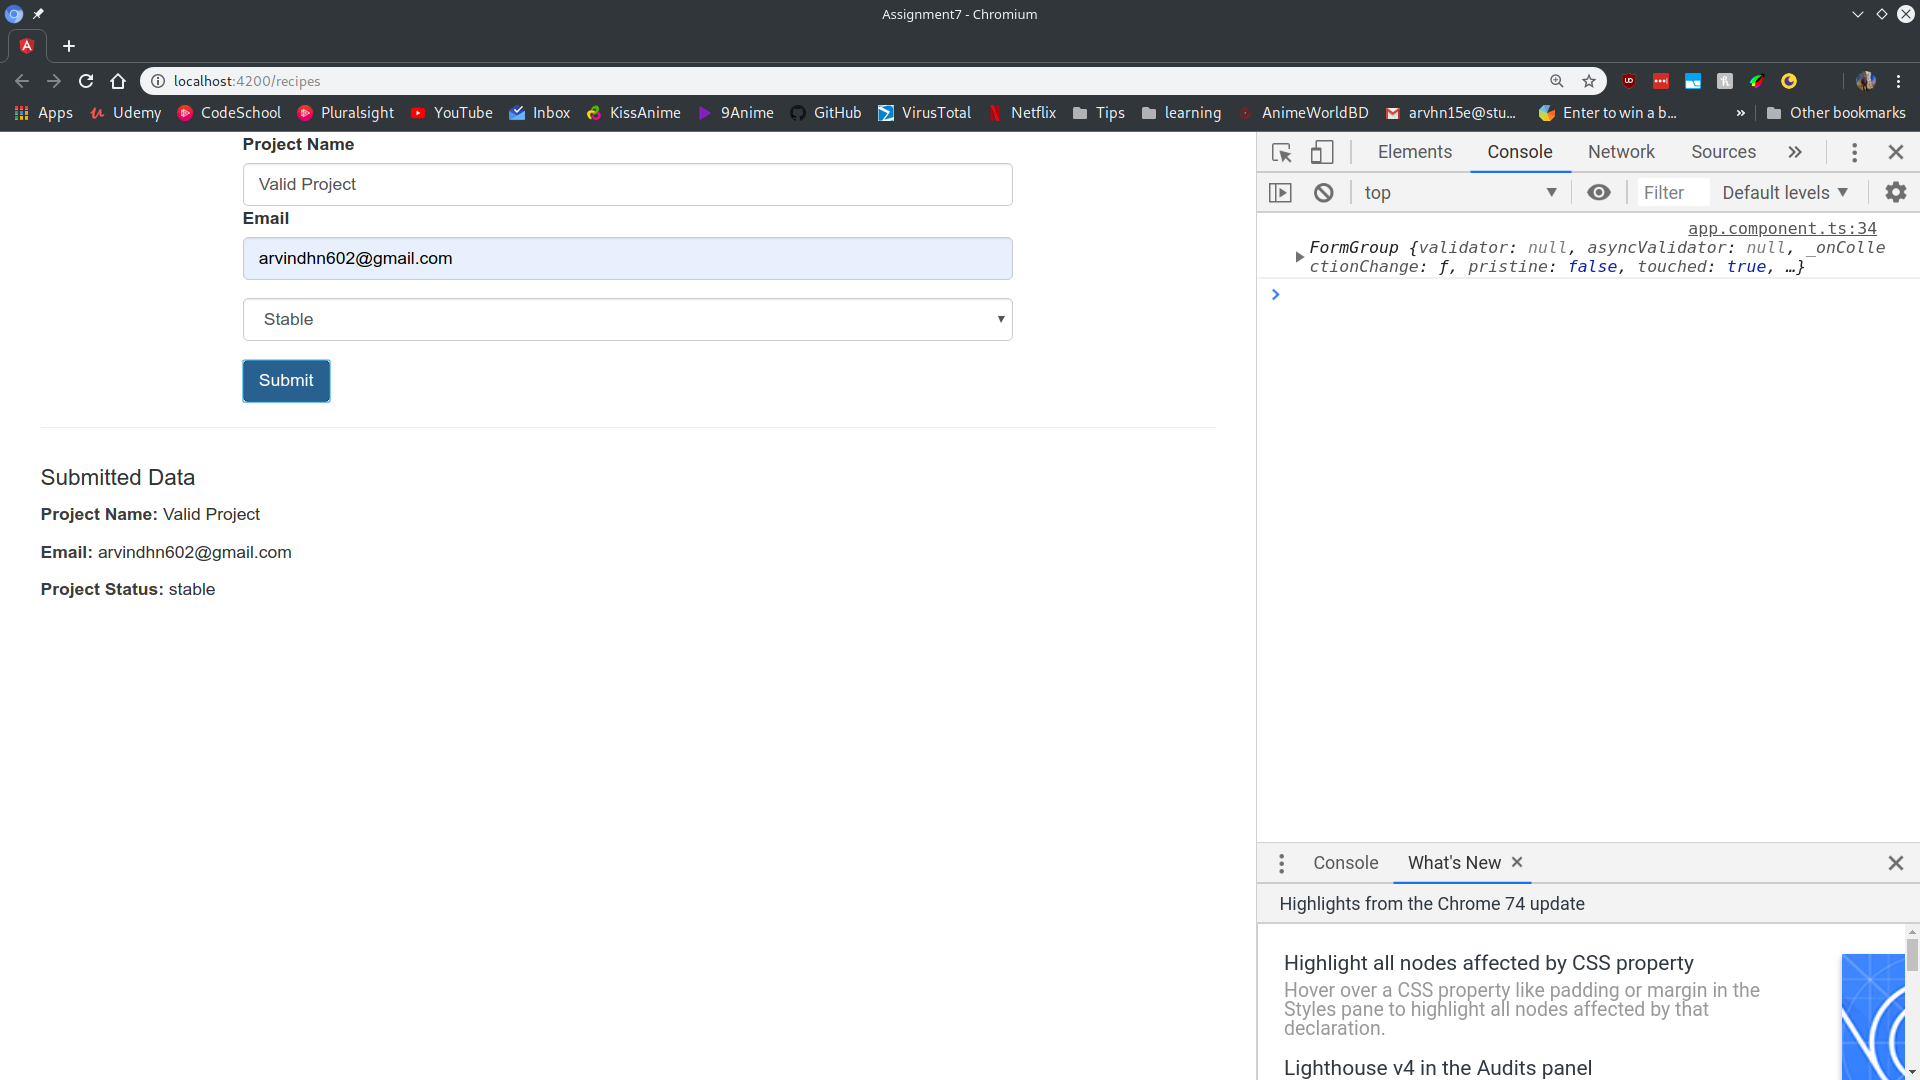 Assignment7 - Chromium
localhost:4200/recipes
Apps Udemy CodeSchool Pluralsight YouTube Inbox KissAnime 9Anime GitHub VirusTotal Netflix Tips learning AnimeWorldBD arvhn15e@stu... Enter to win a b... » Other bookmarks
Project Name
Valid Project
Email
arvindhn602@gmail.com
Stable
Submit
Submitted Data
Project Name: Valid Project
Email: arvindhn602@gmail.com
Project Status: stable
Elements Console Network Sources »
top Filter Default levels
app.component.ts:34
FormGroup {validator: null, asyncValidator: null, _onColle
ctionChange: ƒ, pristine: false, touched: true, …}
Console What's New
Highlights from the Chrome 74 update
Highlight all nodes affected by CSS property
Hover over a CSS property like padding or margin in the
Styles pane to highlight all nodes affected by that
declaration.
Lighthouse v4 in the Audits panel